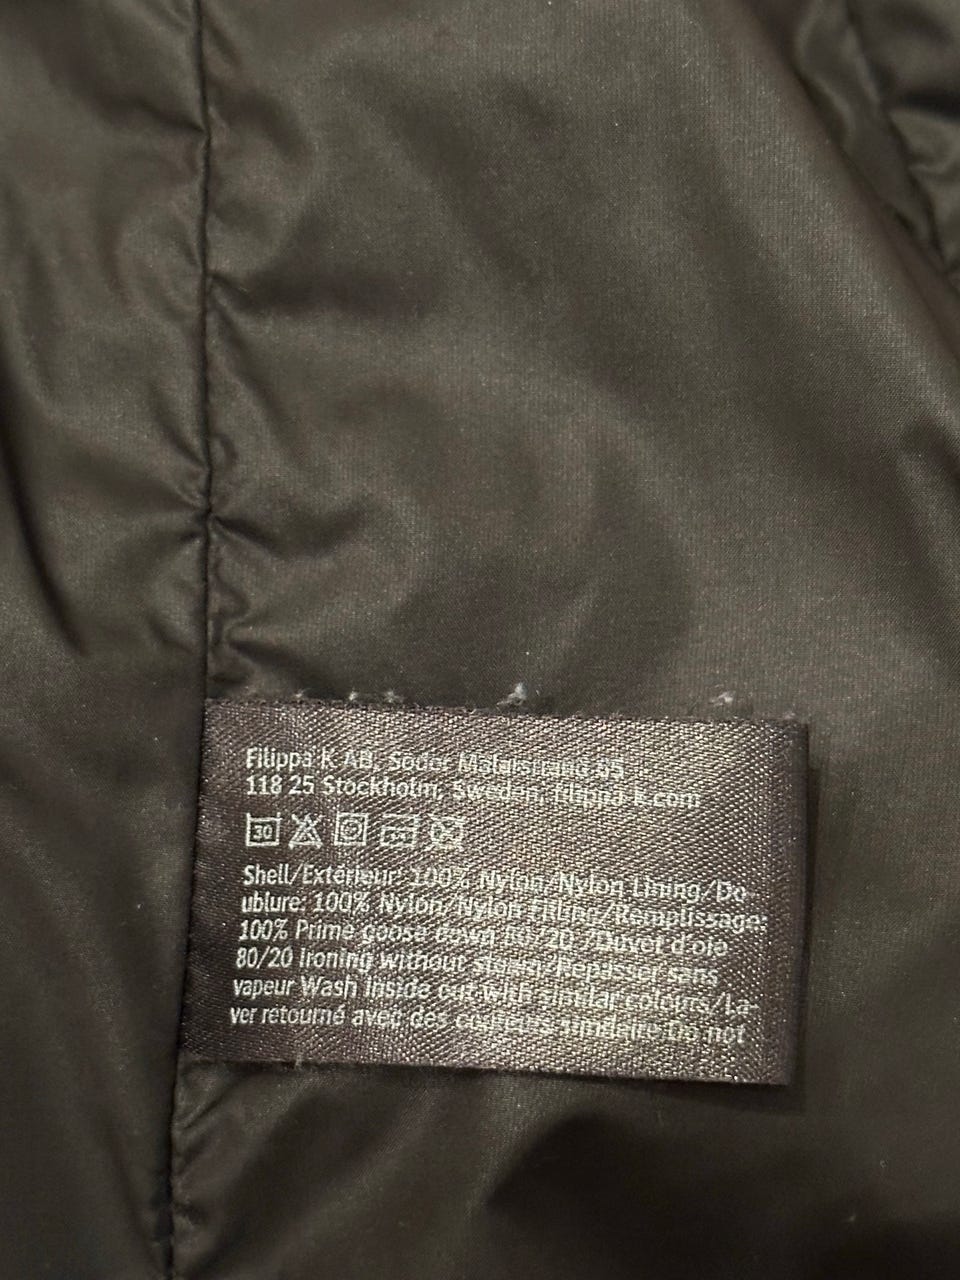 Filippa K AB, Söder Mälarstrand 65
118 25 Stockholm, Sweden, filippa-k.com
30
Shell/Extérieur: 100% Nylon/Nylon Lining/Do-
ublure: 100% Nylon/Nylon Filling/Remplissage:
100% Prime goose down 80/20 /Duvet d'oie
80/20 Ironing without steam/Repasser sans
vapeur Wash inside out with similar colours/La-
ver retourné avec des couleurs similaire Do not